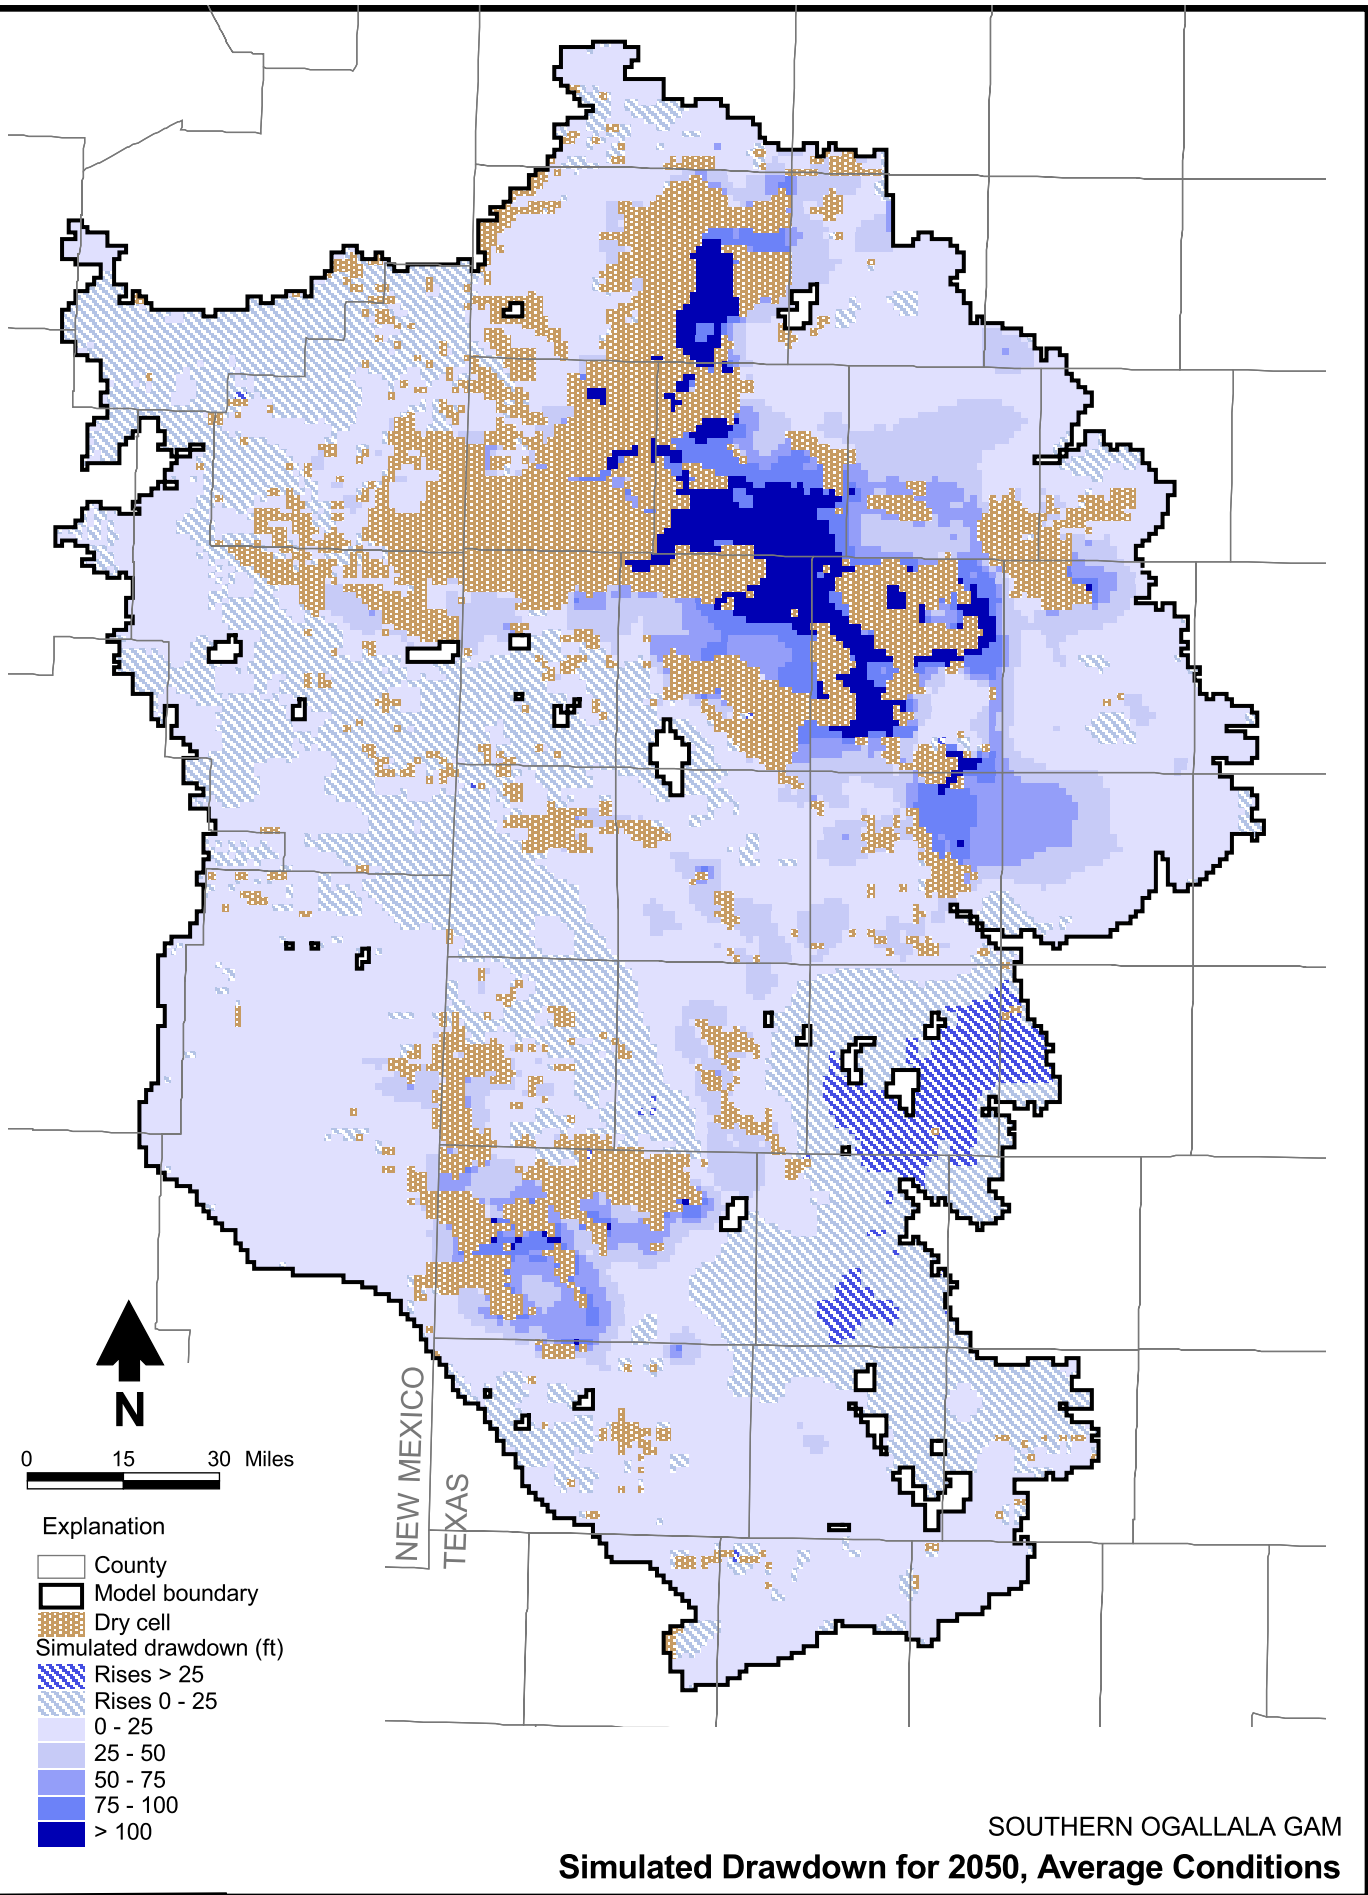 NEW MEXICO
TEXAS
N
0 15 30 Miles
Explanation
County
Model boundary
Dry cell
Simulated drawdown (ft)
Rises > 25
Rises 0 - 25
0 - 25
25 - 50
50 - 75
75 - 100
> 100
SOUTHERN OGALLALA GAM
Simulated Drawdown for 2050, Average Conditions